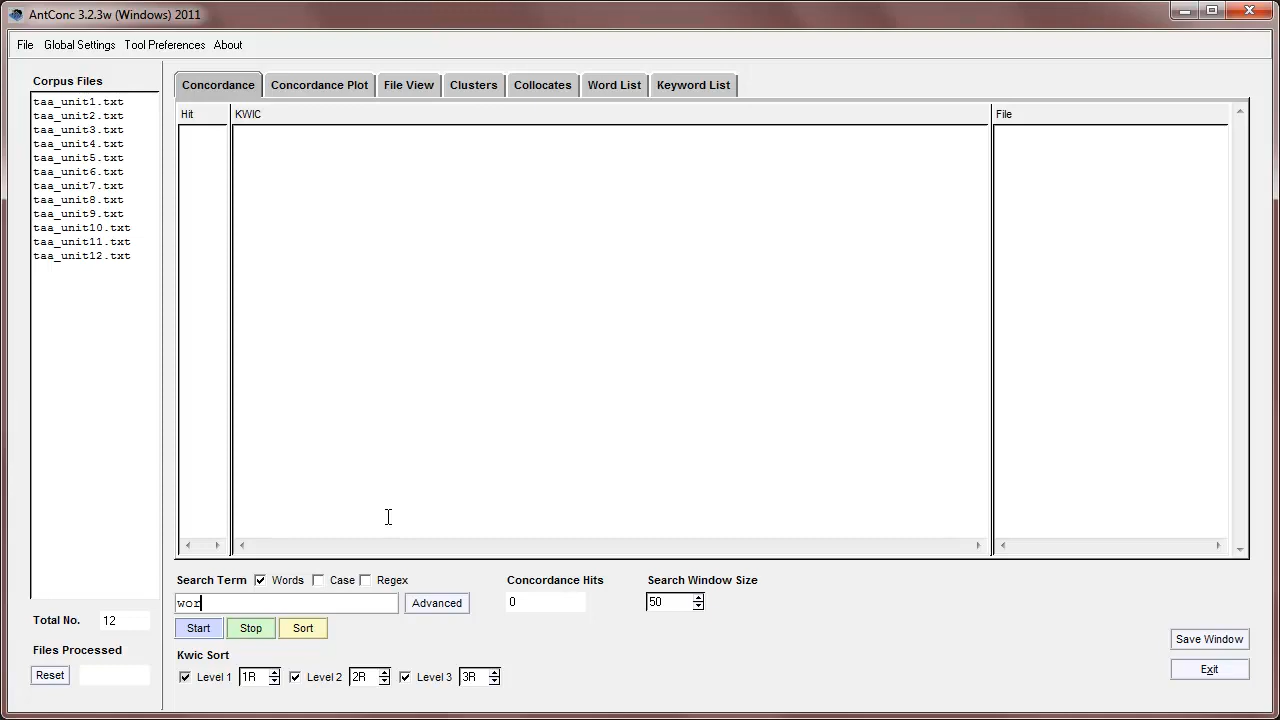 AntConc 3.2.3w (Windows) 2011
File Global Settings Tool Preferences About
Corpus Files
taa_unit1.txt
taa_unit2.txt
taa_unit3.txt
taa_unit4.txt
taa_unit5.txt
taa_unit6.txt
taa_unit7.txt
taa_unit8.txt
taa_unit9.txt
taa_unit10.txt
taa_unit11.txt
taa_unit12.txt
Total No. 12
Files Processed
Reset
Concordance Concordance Plot File View Clusters Collocates Word List Keyword List
Hit KWIC File
Search Term Words Case Regex Concordance Hits Search Window Size
wor Advanced 0 50
Start Stop Sort
Kwic Sort
Level 1 1R Level 2 2R Level 3 3R
Save Window
Exit